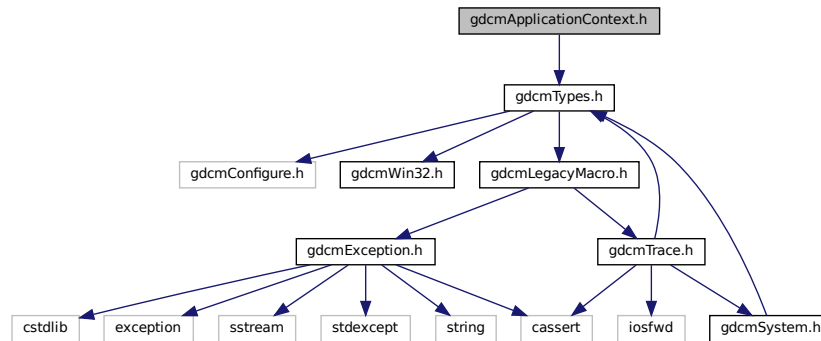 gdcmApplicationContext.h
gdcmTypes.h
gdcmConfigure.h
gdcmWin32.h
gdcmLegacyMacro.h
gdcmException.h
gdcmTrace.h
cstdlib
exception
sstream
stdexcept
string
cassert
iosfwd
gdcmSystem.h